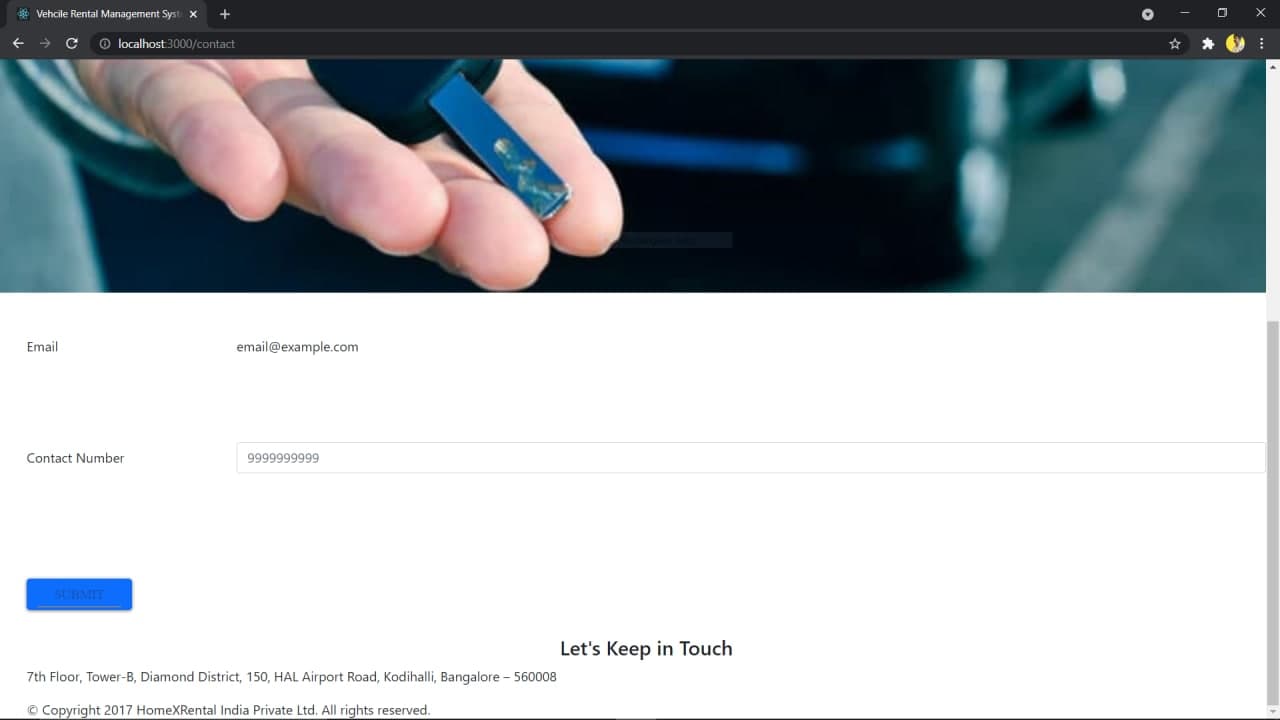 Vehcile Rental Management Syst
localhost:3000/contact
Email
email@example.com
Contact Number
9999999999
SUBMIT
Let's Keep in Touch
7th Floor, Tower-B, Diamond District, 150, HAL Airport Road, Kodihalli, Bangalore – 560008
© Copyright 2017 HomeXRental India Private Ltd. All rights reserved.